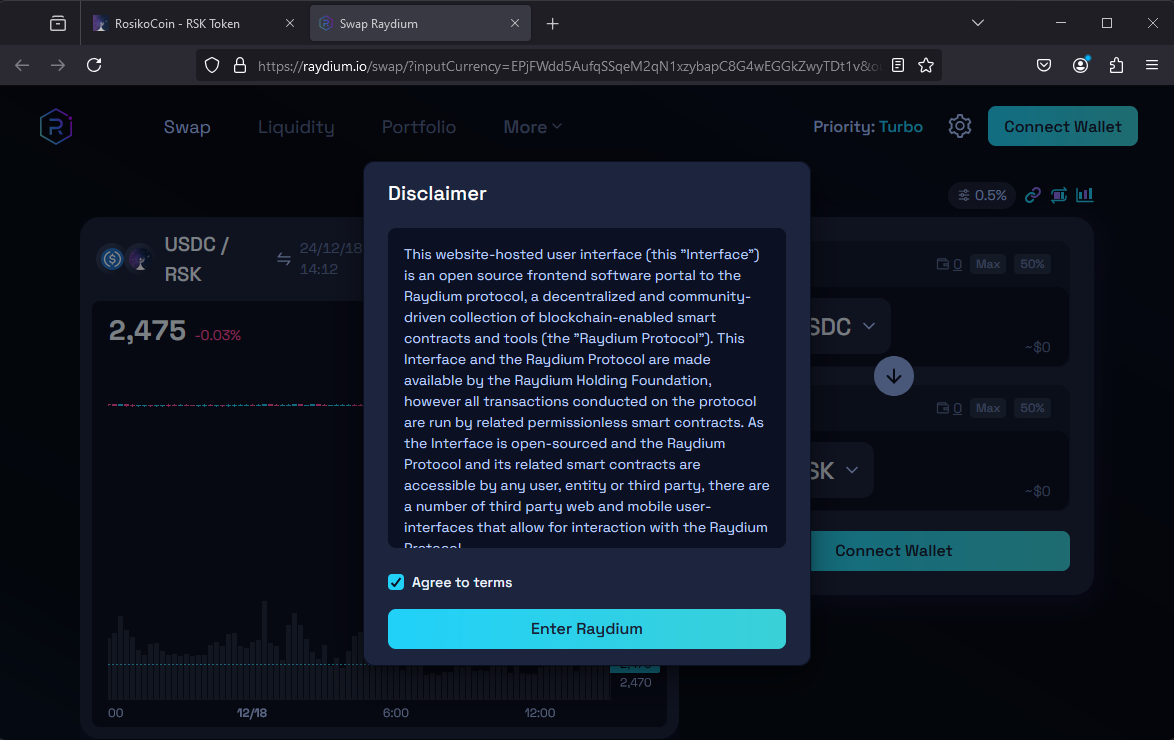 RosikoCoin - RSK Token
Swap Raydium
https://raydium.io/swap/?inputCurrency=EPjFWdd5AufqSSqeM2qN1xzybapC8G4wEGGkZwyTDt1v&o
Swap
Liquidity
Portfolio
More
Priority: Turbo
Connect Wallet
0.5%
USDC /
RSK
24/12/18
14:12
2,475 -0.03%
Disclaimer
This website-hosted user interface (this ”Interface”)
is an open source frontend software portal to the
Raydium protocol, a decentralized and community-
driven collection of blockchain-enabled smart
contracts and tools (the ”Raydium Protocol”). This
Interface and the Raydium Protocol are made
available by the Raydium Holding Foundation,
however all transactions conducted on the protocol
are run by related permissionless smart contracts. As
the Interface is open-sourced and the Raydium
Protocol and its related smart contracts are
accessible by any user, entity or third party, there are
a number of third party web and mobile user-
interfaces that allow for interaction with the Raydium
Protocol.
Agree to terms
Enter Raydium
0 Max 50%
SDC
~$0
0 Max 50%
SK
~$0
Connect Wallet
2,470
00 12/18 6:00 12:00